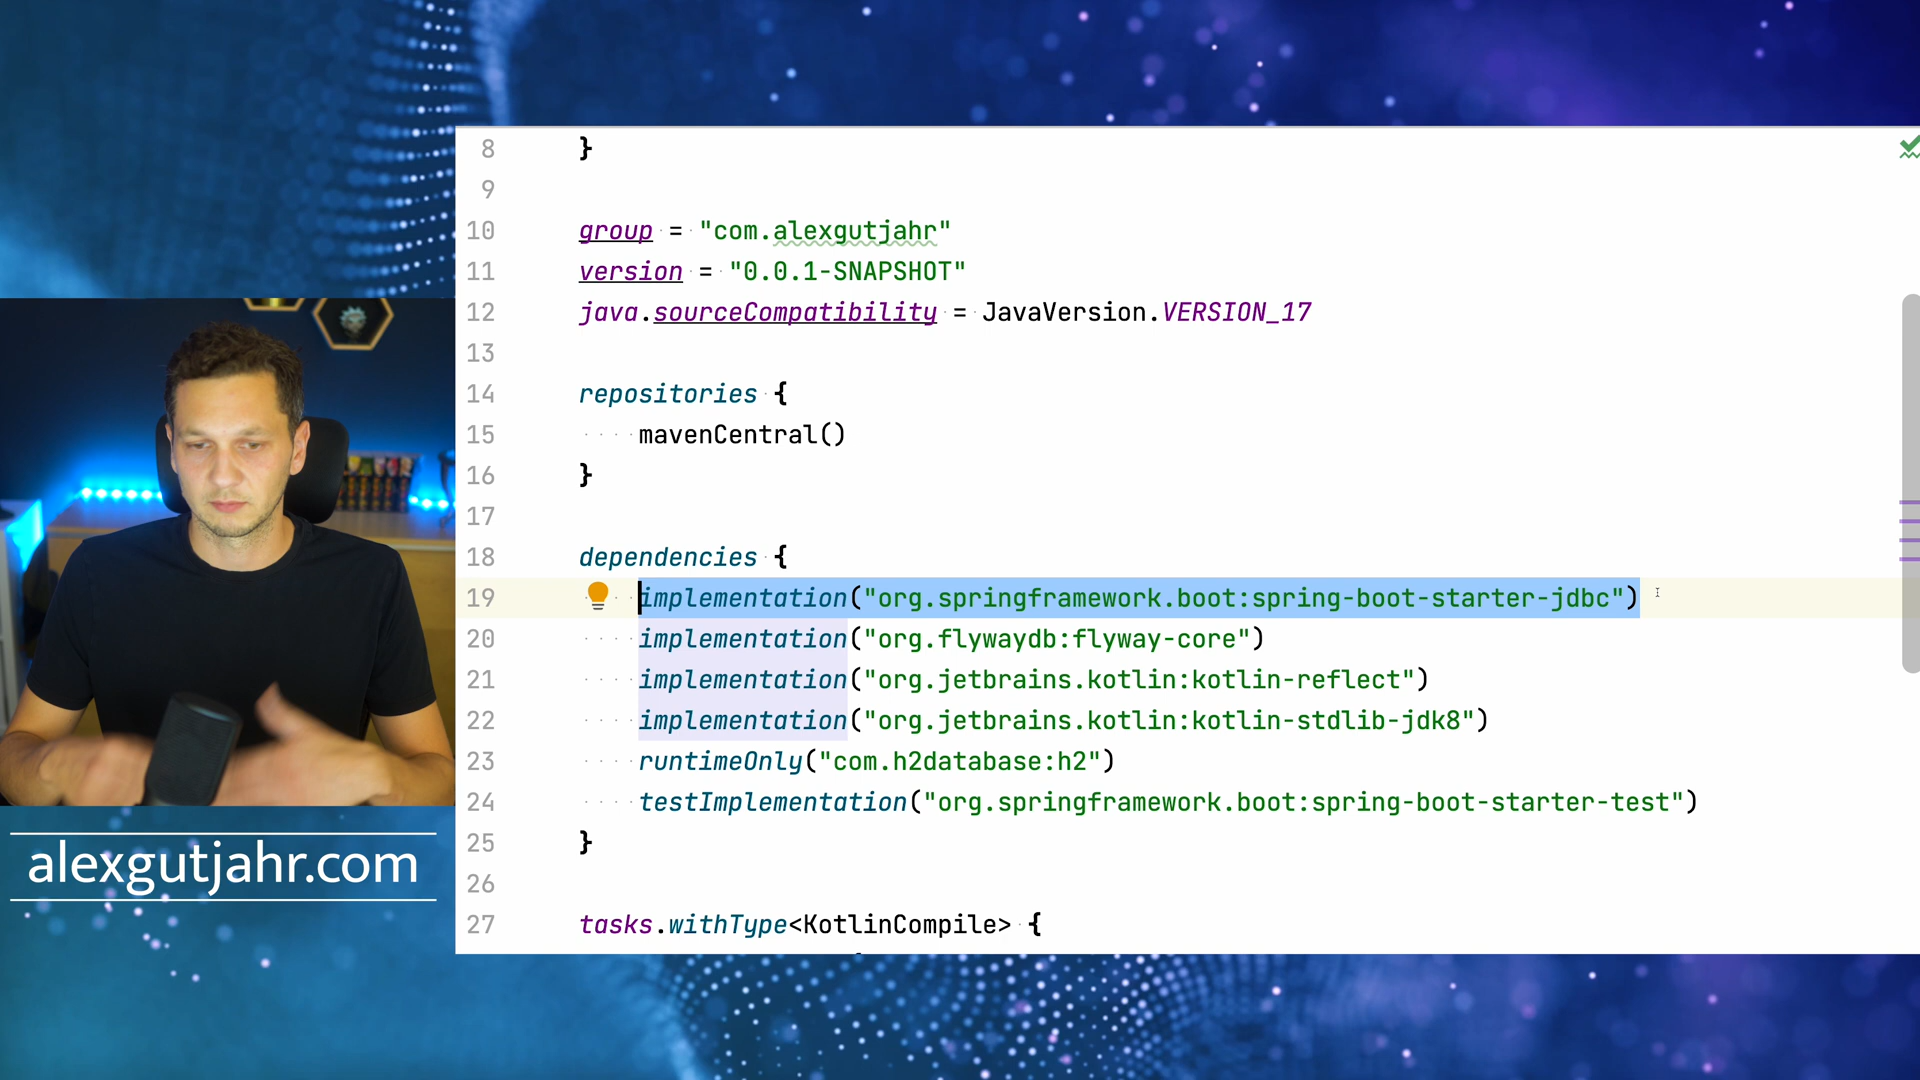 8 }
9
10 group = "com.alexgutjahr"
11 version = "0.0.1-SNAPSHOT"
12 java.sourceCompatibility = JavaVersion.VERSION_17
13
14 repositories {
15 mavenCentral()
16 }
17
18 dependencies {
19 implementation("org.springframework.boot:spring-boot-starter-jdbc")
20 implementation("org.flywaydb:flyway-core")
21 implementation("org.jetbrains.kotlin:kotlin-reflect")
22 implementation("org.jetbrains.kotlin:kotlin-stdlib-jdk8")
23 runtimeOnly("com.h2database:h2")
24 testImplementation("org.springframework.boot:spring-boot-starter-test")
25 }
26
27 tasks.withType<KotlinCompile> {
alexgutjahr.com